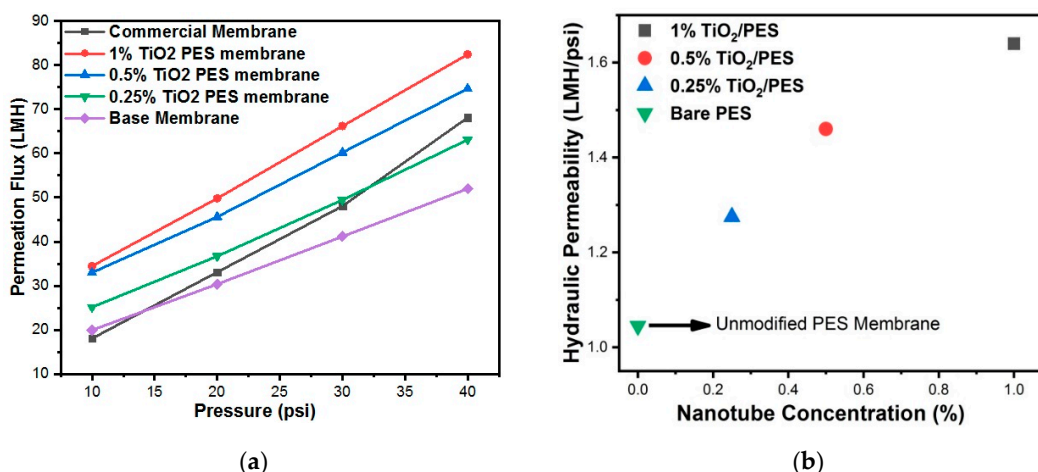 Commercial Membrane
1% TiO2 PES membrane
0.5% TiO2 PES membrane
0.25% TiO2 PES membrane
Base Membrane
Permeation Flux (LMH)
90
80
70
60
50
40
30
20
10
10 15 20 25 30 35 40
Pressure (psi)
(a)
1% TiO₂/PES
0.5% TiO₂/PES
0.25% TiO₂/PES
Bare PES
Hydraulic Permeability (LMH/psi)
1.6
1.4
1.2
1.0
Unmodified PES Membrane
0.0 0.2 0.4 0.6 0.8 1.0
Nanotube Concentration (%)
(b)